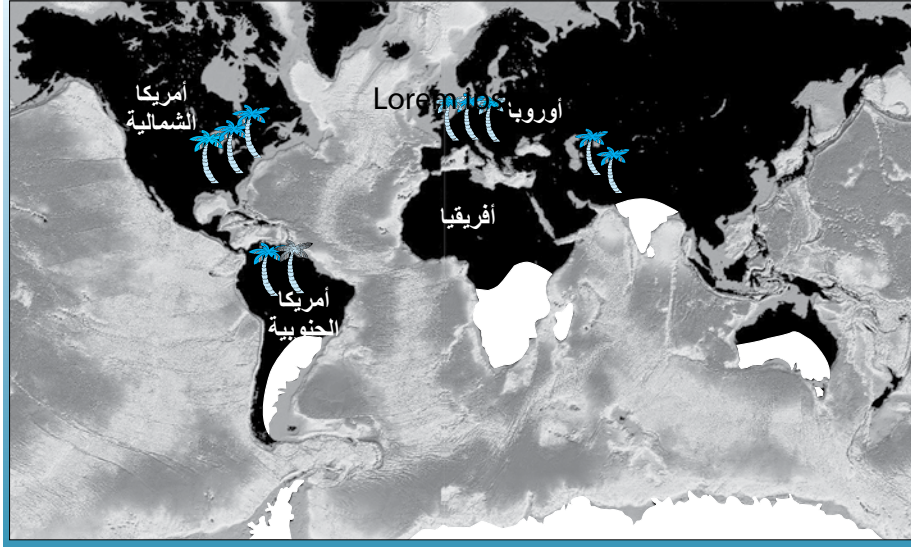 أمريكا
الشمالية
Lorem ips
أوروبا
أفريقيا
أمريكا
الجنوبية